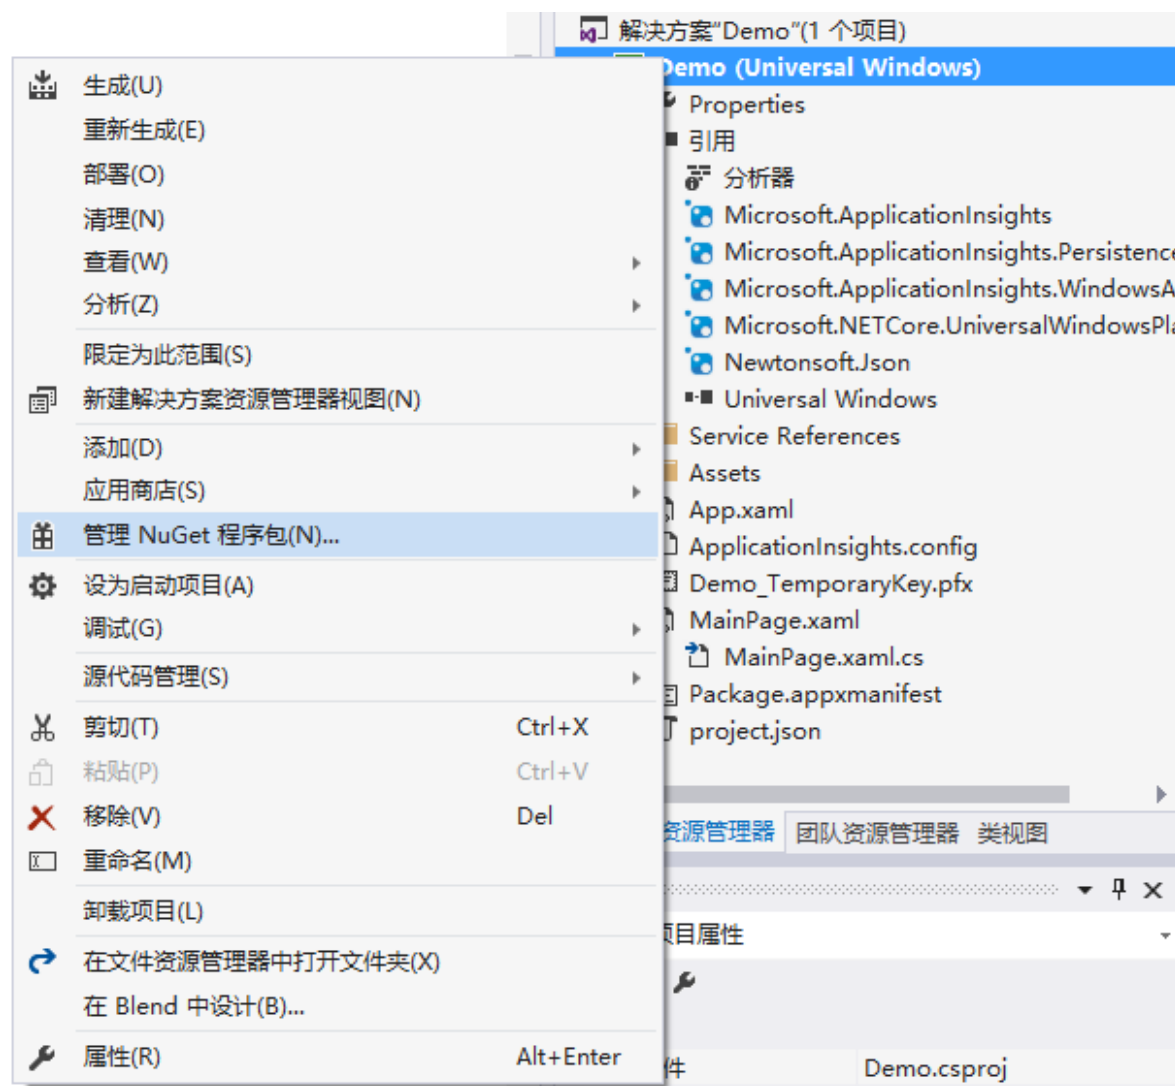 解决方案"Demo"(1 个项目)
Demo (Universal Windows)
Properties
引用
分析器
Microsoft.ApplicationInsights
Microsoft.ApplicationInsights.Persistence
Microsoft.ApplicationInsights.WindowsA
Microsoft.NETCore.UniversalWindowsPla
Newtonsoft.Json
Universal Windows
Service References
Assets
App.xaml
ApplicationInsights.config
Demo_TemporaryKey.pfx
MainPage.xaml
MainPage.xaml.cs
Package.appxmanifest
project.json
资源管理器 团队资源管理器 类视图
项目属性
件 Demo.csproj
生成(U)
重新生成(E)
部署(O)
清理(N)
查看(W)
分析(Z)
限定为此范围(S)
新建解决方案资源管理器视图(N)
添加(D)
应用商店(S)
管理 NuGet 程序包(N)...
设为启动项目(A)
调试(G)
源代码管理(S)
剪切(T) Ctrl+X
粘贴(P) Ctrl+V
移除(V) Del
重命名(M)
卸载项目(L)
在文件资源管理器中打开文件夹(X)
在 Blend 中设计(B)...
属性(R) Alt+Enter